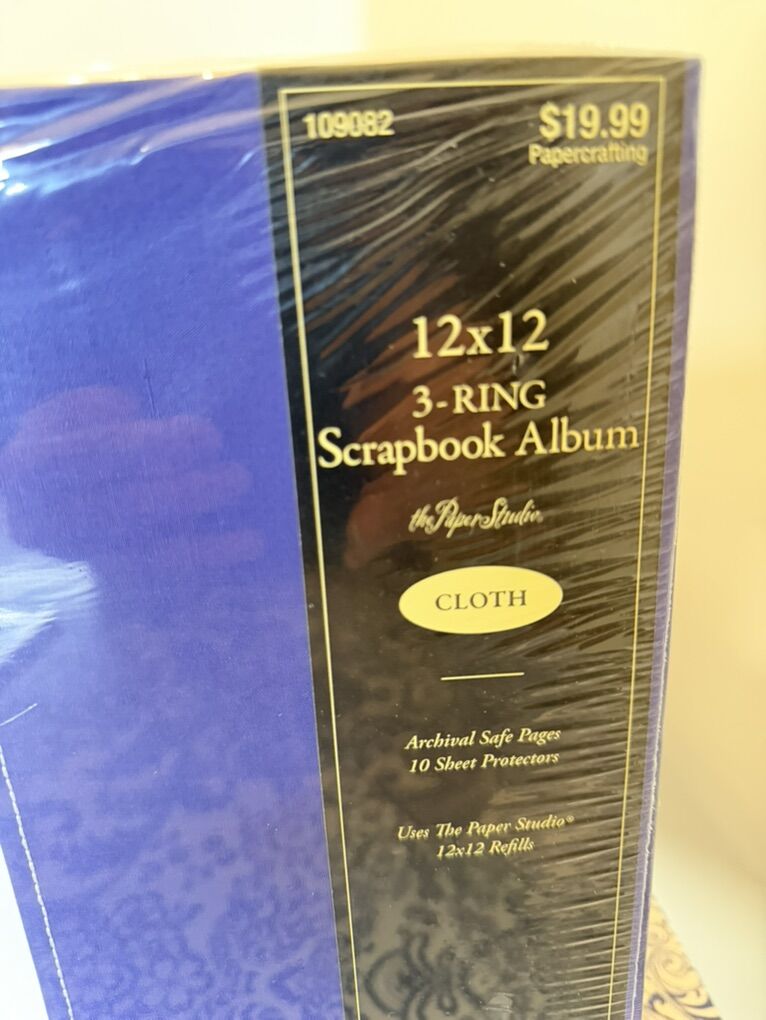 109082
$19.99
Papercrafting
12x12
3-RING
Scrapbook Album
the Paper Studio®
CLOTH
Archival Safe Pages
10 Sheet Protectors
Uses The Paper Studio®
12x12 Refills